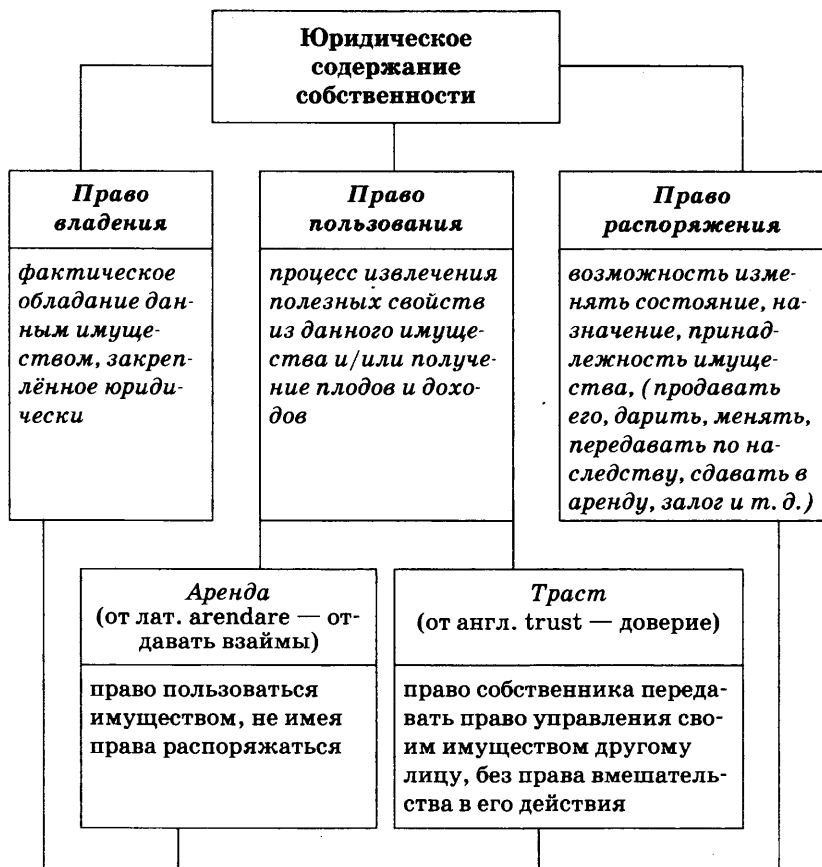 Юридическое
содержание
собственности
Право
владения
фактическое
обладание дан-
ным имуще-
ством, закреп-
лённое юриди-
чески
Право
пользования
процесс извлечения
полезных свойств
из данного имуще-
ства и/или получе-
ние плодов и дохо-
дов
Право
распоряжения
возможность изме-
нять состояние, на-
значение, принад-
лежность имуще-
ства, (продавать
его, дарить, менять,
передавать по на-
следству, сдавать в
аренду, залог и т. д.)
Аренда
(от лат. arendare — от-
давать взаймы)
право пользоваться
имуществом, не имея
права распоряжаться
Траст
(от англ. trust — доверие)
право собственника переда-
вать право управления сво-
им имуществом другому
лицу, без права вмешатель-
ства в его действия